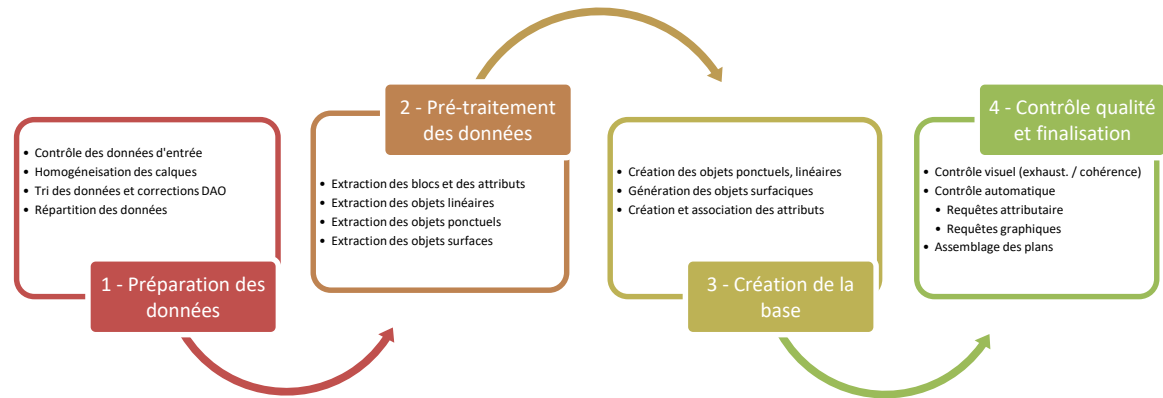 • Contrôle des données d'entrée
• Homogéneisation des calques
• Tri des données et corrections DAO
• Répartition des données
1 - Préparation des
données
2 - Pré-traitement
des données
• Extraction des blocs et des attributs
• Extraction des objets linéaires
• Extraction des objets ponctuels
• Extraction des objets surfaces
• Création des objets ponctuels, linéaires
• Génération des objets surfaciques
• Création et association des attributs
3 - Création de la
base
4 - Contrôle qualité
et finalisation
• Contrôle visuel (exhaust. / cohérence)
• Contrôle automatique
• Requêtes attributaire
• Requêtes graphiques
• Assemblage des plans